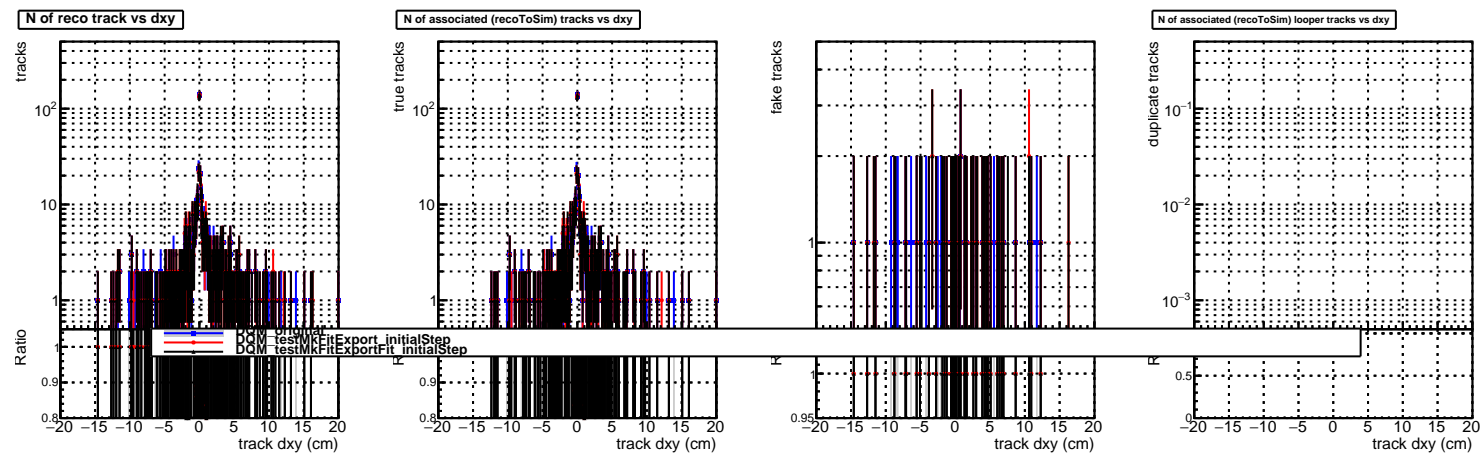 N of reco track vs dxy
tracks
10²
10
1
Ratio
1
0.9
0.8
−20 −15 −10 −5 0 5 10 15 20
track dxy (cm)
N of associated (recoToSim) tracks vs dxy
true tracks
10²
10
1
0.9
0.8
−20 −15 −10 −5 0 5 10 15 20
track dxy (cm)
fake tracks
1
1
0.95
−20 −15 −10 −5 0 5 10 15 20
track dxy (cm)
N of associated (recoToSim) looper tracks vs dxy
duplicate tracks
10⁻¹
10⁻²
10⁻³
0.5
0
−20 −15 −10 −5 0 5 10 15 20
track dxy (cm)
DQM_original
DQM_testMkFitExport_initialStep
DQM_testMkFitExportFit_initialStep